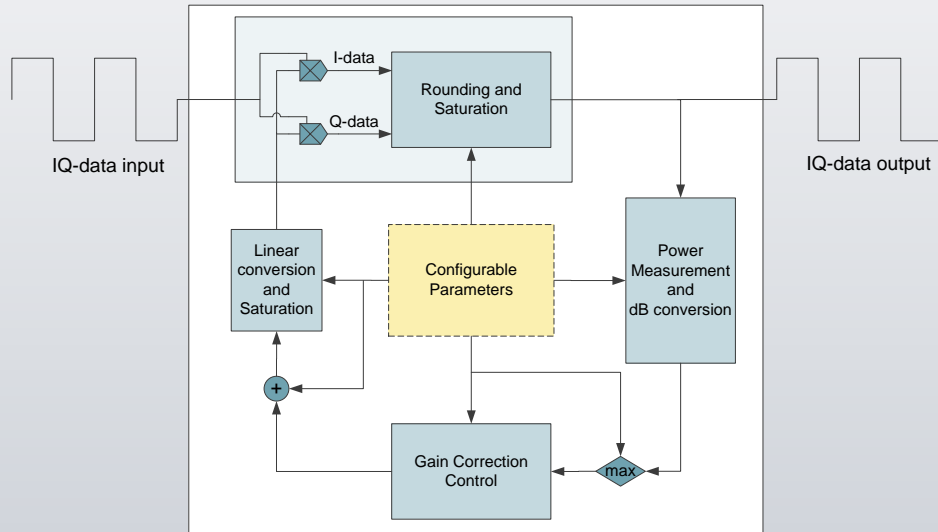 I-data
Q-data
Rounding and
Saturation
IQ-data input
IQ-data output
Linear
conversion
and
Saturation
Configurable
Parameters
Power
Measurement
and
dB conversion
+
Gain Correction
Control
max